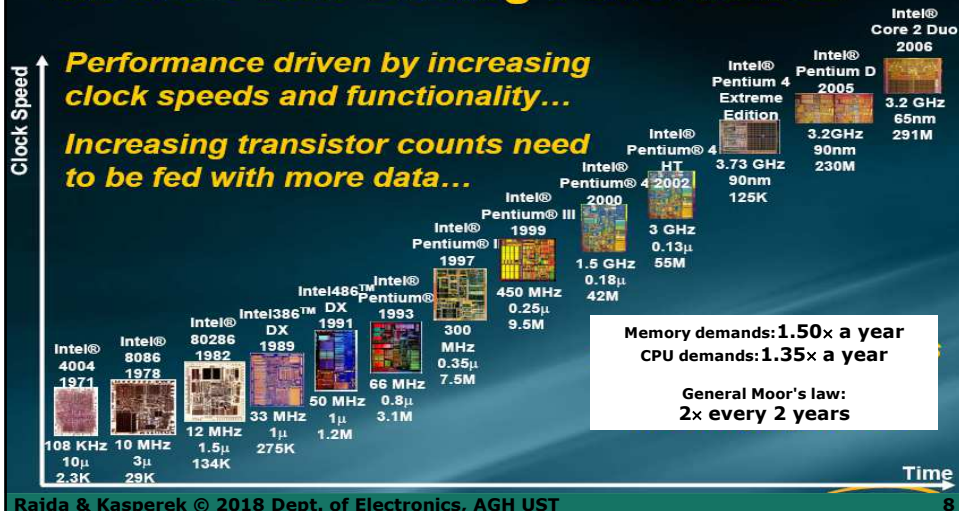 Performance driven by increasing
clock speeds and functionality...
Increasing transistor counts need
to be fed with more data...
Clock Speed
Intel®
4004
1971
108 KHz
10µ
2.3K
Intel®
8086
1978
10 MHz
3µ
29K
Intel®
80286
1982
12 MHz
1.5µ
134K
Intel386™
DX
1989
33 MHz
1µ
275K
Intel486™
DX
1991
50 MHz
1µ
1.2M
Intel®
Pentium®
1993
66 MHz
0.8µ
3.1M
Intel®
Pentium® I
1997
300
MHz
0.35µ
7.5M
Intel®
Pentium® III
1999
450 MHz
0.25µ
9.5M
Intel®
Pentium® 4
2000
1.5 GHz
0.18µ
42M
Intel®
Pentium® 4
HT
2002
3 GHz
0.13µ
55M
Intel®
Pentium 4
Extreme
Edition
3.73 GHz
90nm
125K
Intel®
Pentium D
2005
3.2GHz
90nm
230M
Intel®
Core 2 Duo
2006
3.2 GHz
65nm
291M
Memory demands:1.50× a year
CPU demands:1.35× a year
General Moor's law:
2× every 2 years
Time
Rajda & Kasperek © 2018 Dept. of Electronics, AGH UST
8